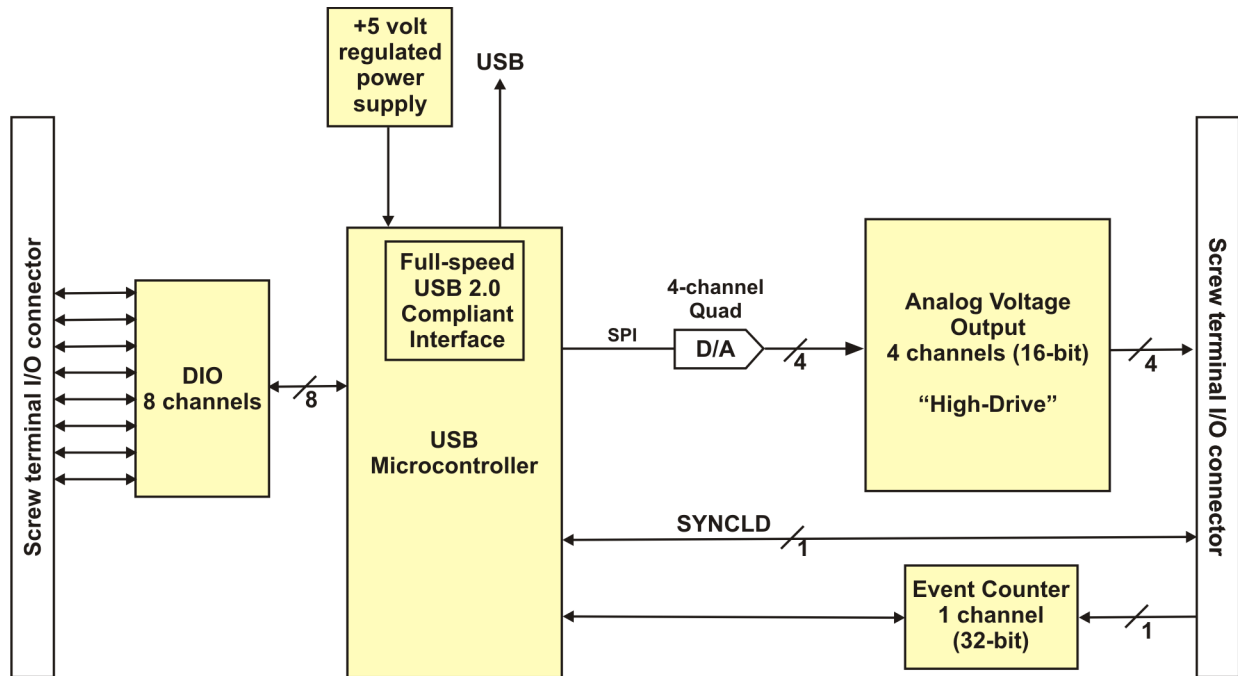 +5 volt
regulated
power
supply
USB
Screw terminal I/O connector
DIO
8 channels
8
Full-speed
USB 2.0
Compliant
Interface
USB
Microcontroller
SPI
4-channel
Quad
D/A
4
Analog Voltage
Output
4 channels (16-bit)
“High-Drive”
4
SYNCLD
1
Event Counter
1 channel
(32-bit)
1
Screw terminal I/O connector